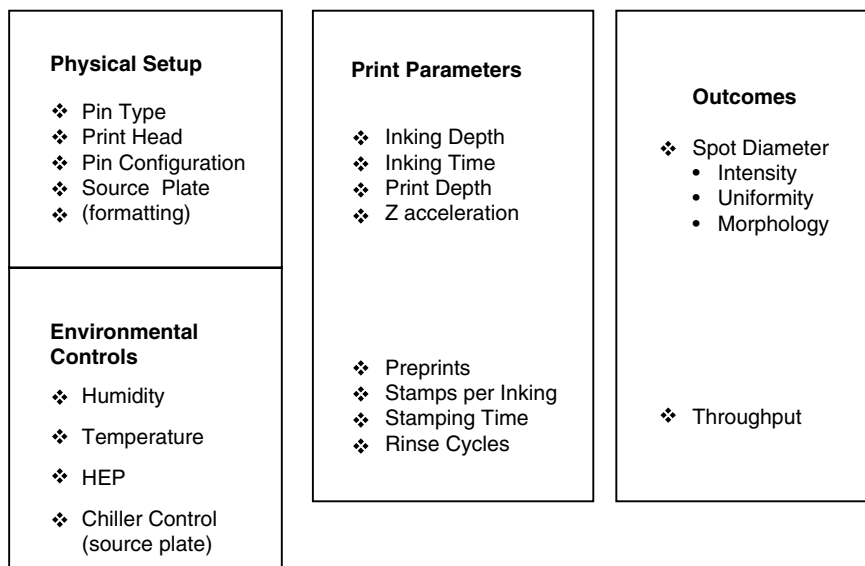 Physical Setup
❖ Pin Type
❖ Print Head
❖ Pin Configuration
❖ Source Plate
❖ (formatting)
Environmental
Controls
❖ Humidity
❖ Temperature
❖ HEP
❖ Chiller Control
(source plate)
Print Parameters
❖ Inking Depth
❖ Inking Time
❖ Print Depth
❖ Z acceleration
❖ Preprints
❖ Stamps per Inking
❖ Stamping Time
❖ Rinse Cycles
Outcomes
❖ Spot Diameter
• Intensity
• Uniformity
• Morphology
❖ Throughput